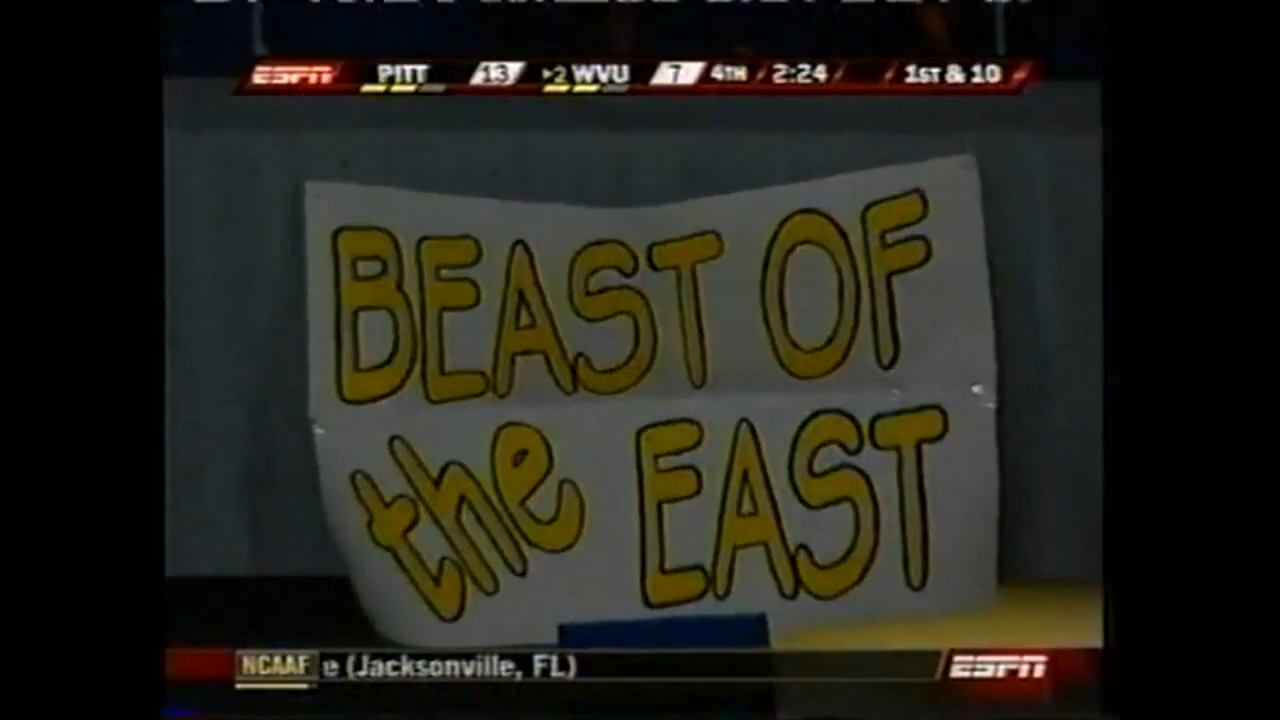 ESPN PITT 13 ▸2 WVU 7 4TH 2:24 1ST & 10
BEAST OF
the EAST
NCAAF e (Jacksonville, FL) ESPN